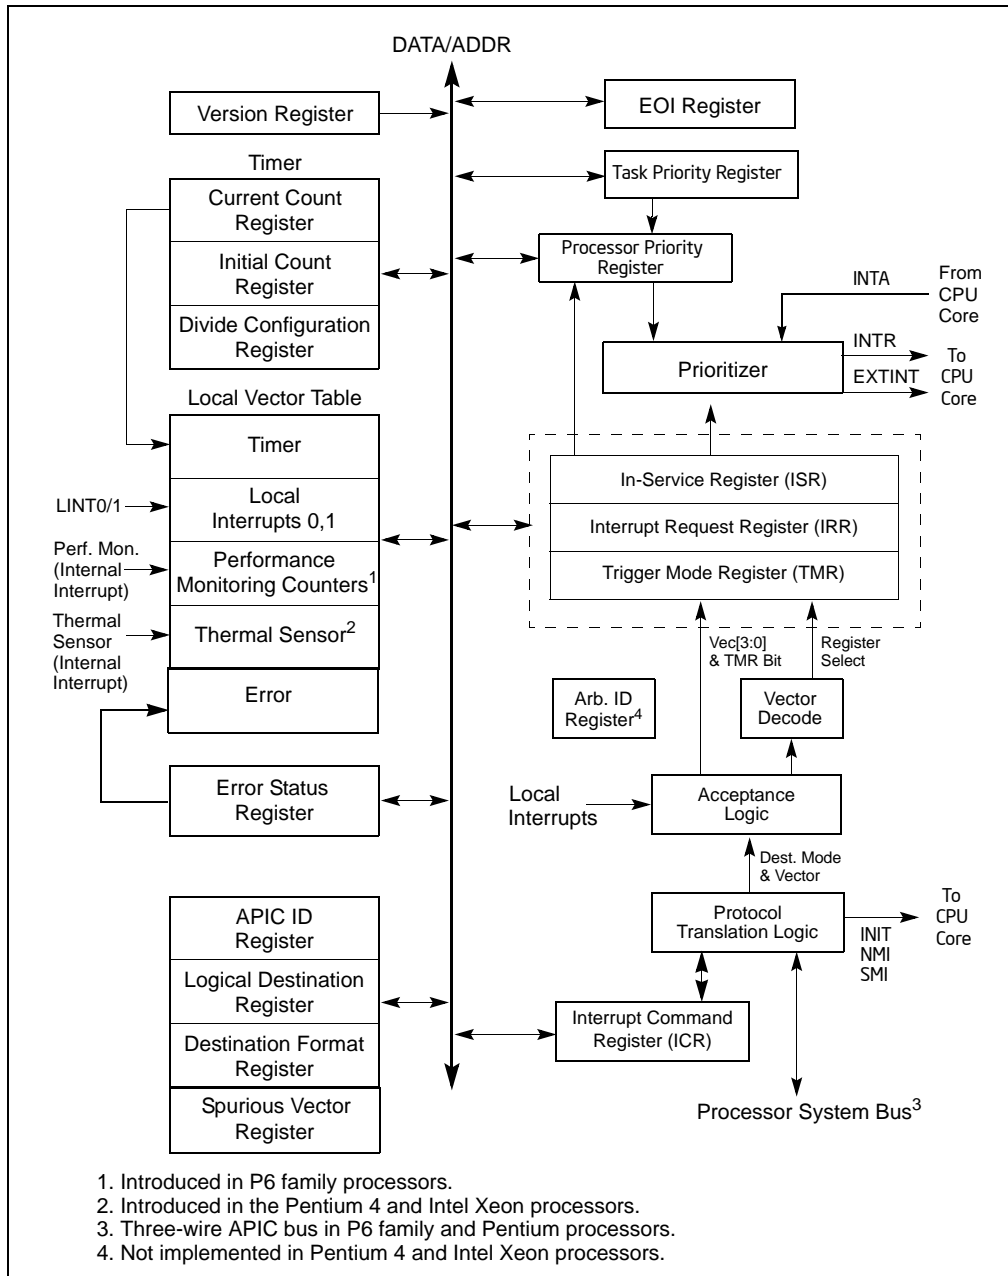 DATA/ADDR
Version Register
EOI Register
Timer
Task Priority Register
Current Count
Register
Processor Priority
Register
Initial Count
Register
INTA
From
CPU
Core
Divide Configuration
Register
Prioritizer
INTR
EXTINT
To
CPU
Core
Local Vector Table
Timer
In-Service Register (ISR)
LINT0/1
Local
Interrupts 0,1
Interrupt Request Register (IRR)
Perf. Mon.
(Internal
Interrupt)
Performance
Monitoring Counters1
Trigger Mode Register (TMR)
Thermal
Sensor
(Internal
Interrupt)
Thermal Sensor2
Vec[3:0]
& TMR Bit
Register
Select
Error
Arb. ID
Register4
Vector
Decode
Error Status
Register
Local
Interrupts
Acceptance
Logic
Dest. Mode
& Vector
APIC ID
Register
Protocol
Translation Logic
INIT
NMI
SMI
To
CPU
Core
Logical Destination
Register
Interrupt Command
Register (ICR)
Destination Format
Register
Spurious Vector
Register
Processor System Bus3
1. Introduced in P6 family processors.
2. Introduced in the Pentium 4 and Intel Xeon processors.
3. Three-wire APIC bus in P6 family and Pentium processors.
4. Not implemented in Pentium 4 and Intel Xeon processors.